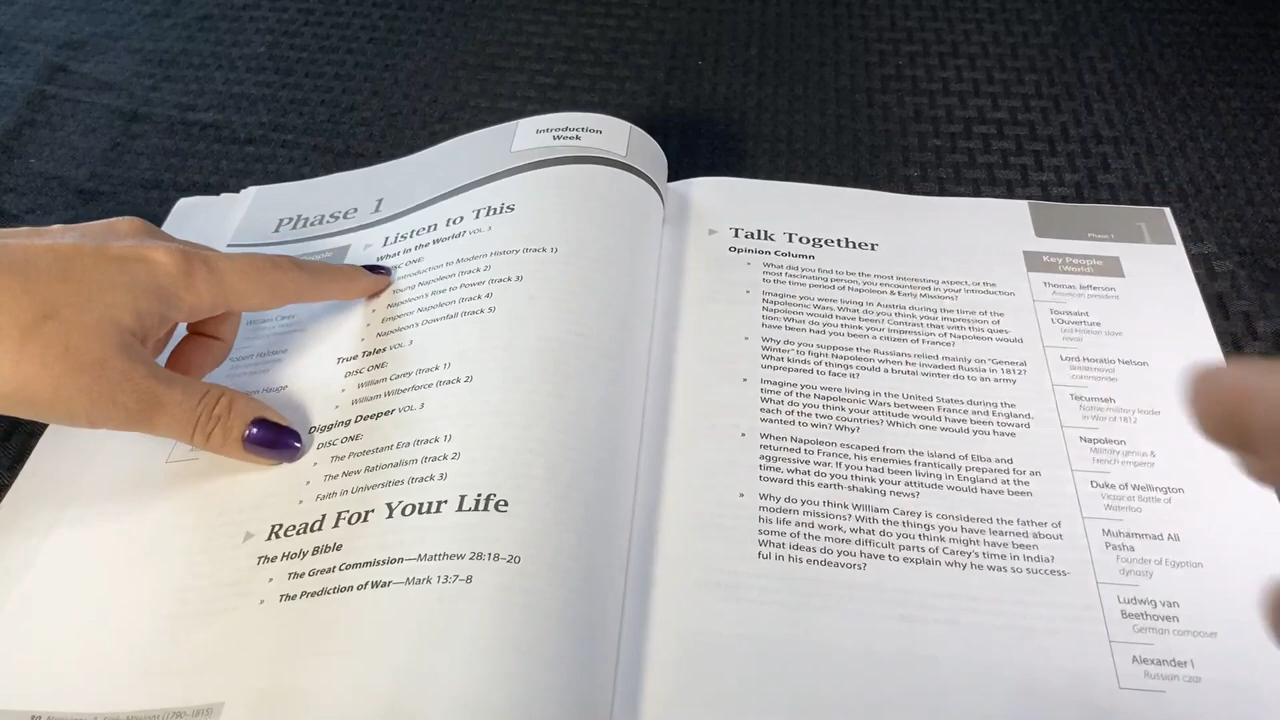 Introduction
Week
Phase 1
Listen to This
What in the World? VOL. 3
DISC ONE:
Introduction to Modern History (track 1)
» Young Napoleon (track 2)
» Napoleon's Rise to Power (track 3)
» Emperor Napoleon (track 4)
» Napoleon's Downfall (track 5)
True Tales VOL. 3
DISC ONE:
» William Carey (track 1)
» William Wilberforce (track 2)
Digging Deeper VOL. 3
DISC ONE:
» The Protestant Era (track 1)
» The New Rationalism (track 2)
» Faith in Universities (track 3)
Read For Your Life
The Holy Bible
» The Great Commission—Matthew 28:18–20
» The Prediction of War—Mark 13:7–8
William Carey
Robert Haldane
Hauge
(1790–1815)
Phase 1
1
Talk Together
Opinion Column
» What did you find to be the most interesting aspect, or the
most fascinating person, you encountered in your introduction
to the time period of Napoleon & Early Missions?
» Imagine you were living in Austria during the time of the
Napoleonic Wars. What do you think your impression of
Napoleon would have been? Contrast that with this ques-
tion: What do you think your impression of Napoleon would
have been had you been a citizen of France?
» Why do you suppose the Russians relied mainly on "General
Winter" to fight Napoleon when he invaded Russia in 1812?
What kinds of things could a brutal winter do to an army
unprepared to face it?
» Imagine you were living in the United States during the
time of the Napoleonic Wars between France and England.
What do you think your attitude would have been toward
each of the two countries? Which one would you have
wanted to win? Why?
» When Napoleon escaped from the island of Elba and
returned to France, his enemies frantically prepared for an
aggressive war. If you had been living in England at the
time, what do you think your attitude would have been
toward this earth-shaking news?
» Why do you think William Carey is considered the father of
modern missions? With the things you have learned about
his life and work, what do you think might have been
some of the more difficult parts of Carey's time in India?
What ideas do you have to explain why he was so success-
ful in his endeavors?
Key People
(World)
Thomas Jefferson
American president
Toussaint
L'Ouverture
Led Haitian slave
revolt
Lord Horatio Nelson
British naval
commander
Tecumseh
Native military leader
in War of 1812
Napoleon
Military genius &
French emperor
Duke of Wellington
Victor at Battle of
Waterloo
Muhammad Ali
Pasha
Founder of Egyptian
dynasty
Ludwig van
Beethoven
German composer
Alexander I
Russian czar